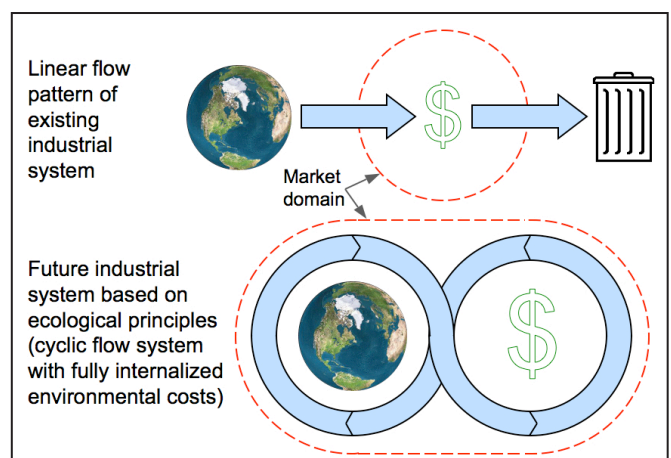 Linear flow
pattern of
existing
industrial
system
$
Market
domain
Future industrial
system based on
ecological principles
(cyclic flow system
with fully internalized
environmental costs)
$